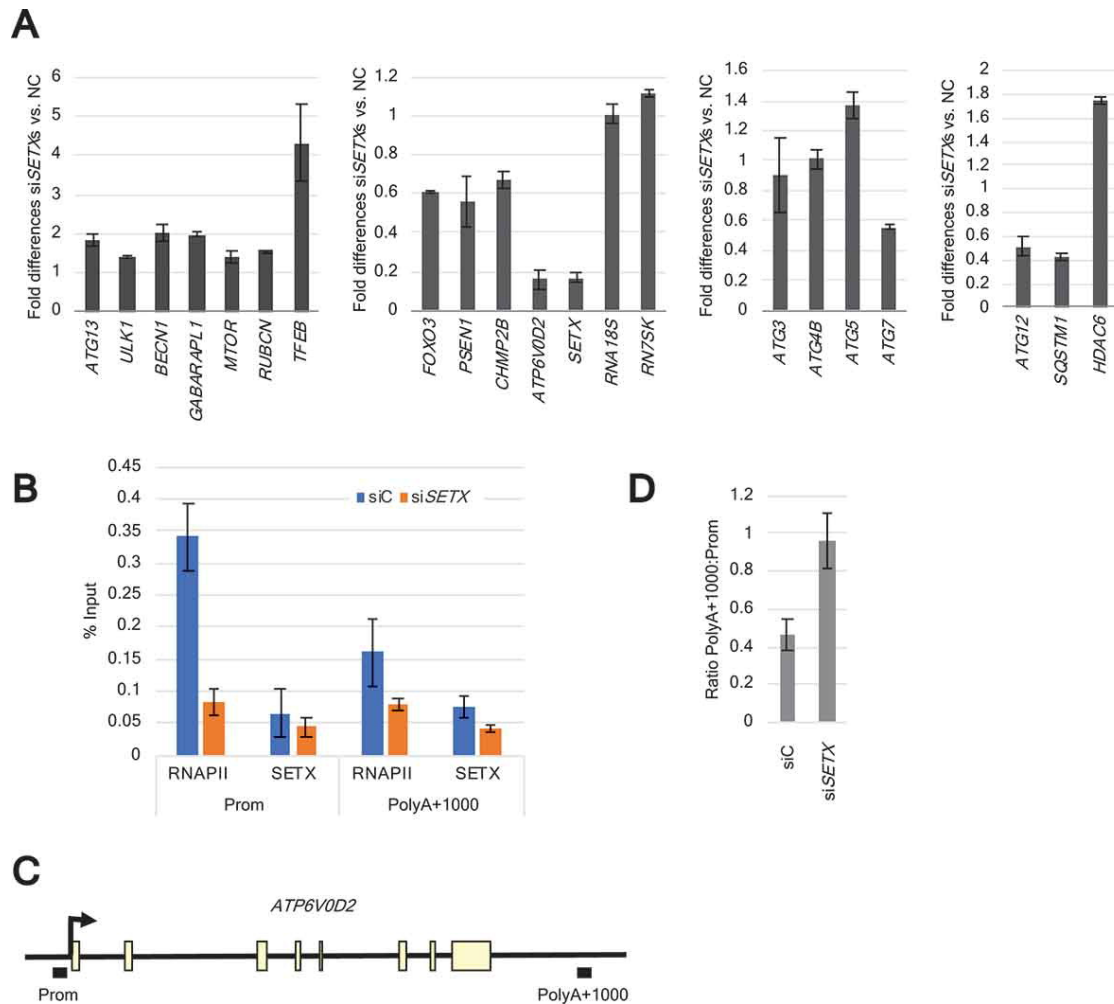 A
Fold differences siSETXs vs. NC
6
5
4
3
2
1
0
ATG13
ULK1
BECN1
GABARAPL1
MTOR
RUBCN
TFEB
Fold differences siSETXs vs. NC
1.2
1
0.8
0.6
0.4
0.2
0
FOXO3
PSEN1
CHMP2B
ATP6V0D2
SETX
RNA18S
RN7SK
Fold differences siSETXs vs. NC
1.6
1.4
1.2
1
0.8
0.6
0.4
0.2
0
ATG3
ATG4B
ATG5
ATG7
Fold differences siSETXs vs. NC
2
1.8
1.6
1.4
1.2
1
0.8
0.6
0.4
0.2
0
ATG12
SQSTM1
HDAC6
B
% Input
0.45
0.4
0.35
0.3
0.25
0.2
0.15
0.1
0.05
0
siC siSETX
RNAPII SETX RNAPII SETX
Prom PolyA+1000
D
Ratio PolyA+1000:Prom
1.2
1
0.8
0.6
0.4
0.2
0
siC
siSETX
C
ATP6V0D2
Prom PolyA+1000